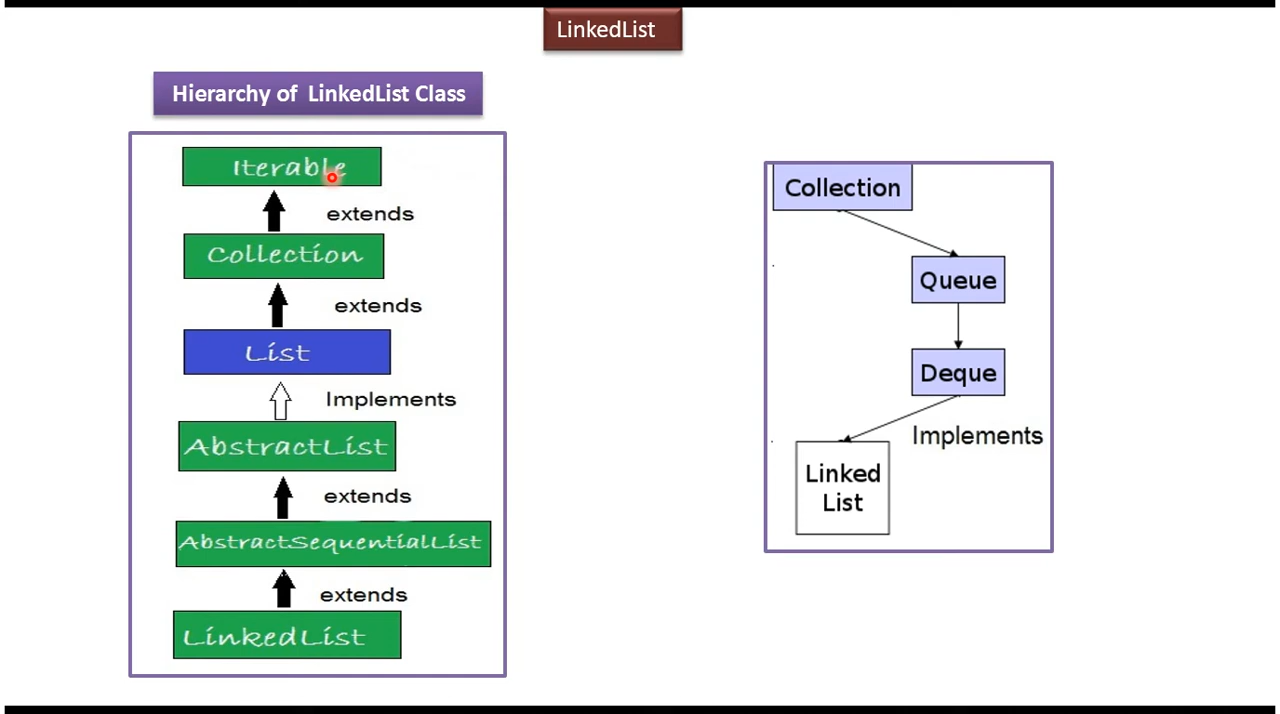 LinkedList
Hierarchy of LinkedList Class
Iterable
extends
Collection
extends
List
Implements
AbstractList
extends
AbstractSequentialList
extends
LinkedList
Collection
Queue
Deque
Implements
Linked
List